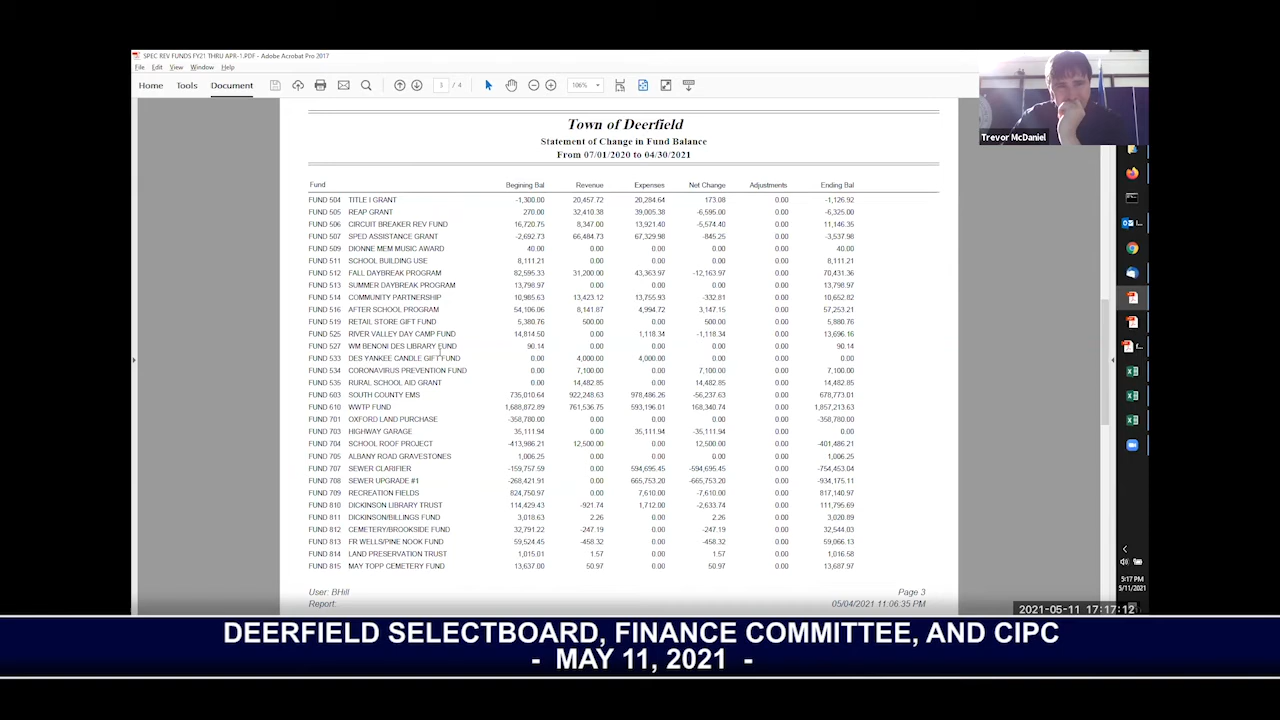 SPEC REV FUNDS FY21 THRU APR-1.PDF - Adobe Acrobat Pro 2017
File Edit View Window Help
Home Tools Document 3 / 4 106%
Trevor McDaniel
Town of Deerfield
Statement of Change in Fund Balance
From 07/01/2020 to 04/30/2021
Fund Begining Bal Revenue Expenses Net Change Adjustments Ending Bal
FUND 504 TITLE I GRANT -1,300.00 20,457.72 20,284.64 173.08 0.00 -1,126.92
FUND 505 REAP GRANT 270.00 32,410.38 39,005.38 -6,595.00 0.00 -6,325.00
FUND 506 CIRCUIT BREAKER REV FUND 16,720.75 8,347.00 13,921.40 -5,574.40 0.00 11,146.35
FUND 507 SPED ASSISTANCE GRANT -2,692.73 66,484.73 67,329.98 -845.25 0.00 -3,537.98
FUND 509 DIONNE MEM MUSIC AWARD 40.00 0.00 0.00 0.00 0.00 40.00
FUND 511 SCHOOL BUILDING USE 8,111.21 0.00 0.00 0.00 0.00 8,111.21
FUND 512 FALL DAYBREAK PROGRAM 82,595.33 31,200.00 43,363.97 -12,163.97 0.00 70,431.36
FUND 513 SUMMER DAYBREAK PROGRAM 13,798.97 0.00 0.00 0.00 0.00 13,798.97
FUND 514 COMMUNITY PARTNERSHIP 10,985.63 13,423.12 13,755.93 -332.81 0.00 10,652.82
FUND 516 AFTER SCHOOL PROGRAM 54,106.06 8,141.87 4,994.72 3,147.15 0.00 57,253.21
FUND 519 RETAIL STORE GIFT FUND 5,380.76 500.00 0.00 500.00 0.00 5,880.76
FUND 525 RIVER VALLEY DAY CAMP FUND 14,814.50 0.00 1,118.34 -1,118.34 0.00 13,696.16
FUND 527 WM BENONI DES LIBRARY FUND 90.14 0.00 0.00 0.00 0.00 90.14
FUND 533 DES YANKEE CANDLE GIFT FUND 0.00 4,000.00 4,000.00 0.00 0.00 0.00
FUND 534 CORONAVIRUS PREVENTION FUND 0.00 7,100.00 0.00 7,100.00 0.00 7,100.00
FUND 535 RURAL SCHOOL AID GRANT 0.00 14,482.85 0.00 14,482.85 0.00 14,482.85
FUND 603 SOUTH COUNTY EMS 735,010.64 922,248.63 978,486.26 -56,237.63 0.00 678,773.01
FUND 610 WWTP FUND 1,688,872.89 761,536.75 593,196.01 168,340.74 0.00 1,857,213.63
FUND 701 OXFORD LAND PURCHASE -358,780.00 0.00 0.00 0.00 0.00 -358,780.00
FUND 703 HIGHWAY GARAGE 35,111.94 0.00 35,111.94 -35,111.94 0.00 0.00
FUND 704 SCHOOL ROOF PROJECT -413,986.21 12,500.00 0.00 12,500.00 0.00 -401,486.21
FUND 705 ALBANY ROAD GRAVESTONES 1,006.25 0.00 0.00 0.00 0.00 1,006.25
FUND 707 SEWER CLARIFIER -159,757.59 0.00 594,695.45 -594,695.45 0.00 -754,453.04
FUND 708 SEWER UPGRADE #1 -268,421.91 0.00 665,753.20 -665,753.20 0.00 -934,175.11
FUND 709 RECREATION FIELDS 824,750.97 0.00 7,610.00 -7,610.00 0.00 817,140.97
FUND 810 DICKINSON LIBRARY TRUST 114,429.43 -921.74 1,712.00 -2,633.74 0.00 111,795.69
FUND 811 DICKINSON/BILLINGS FUND 3,018.63 2.26 0.00 2.26 0.00 3,020.89
FUND 812 CEMETERY/BROOKSIDE FUND 32,791.22 -247.19 0.00 -247.19 0.00 32,544.03
FUND 813 FR WELLS/PINE NOOK FUND 59,524.45 -458.32 0.00 -458.32 0.00 59,066.13
FUND 814 LAND PRESERVATION TRUST 1,015.01 1.57 0.00 1.57 0.00 1,016.58
FUND 815 MAY TOPP CEMETERY FUND 13,637.00 50.97 0.00 50.97 0.00 13,687.97
User: BHill Page 3
Report: 05/04/2021 11:06:35 PM
5:17 PM
5/11/2021
2021-05-11 17:17:12
DEERFIELD SELECTBOARD, FINANCE COMMITTEE, AND CIPC
- MAY 11, 2021 -